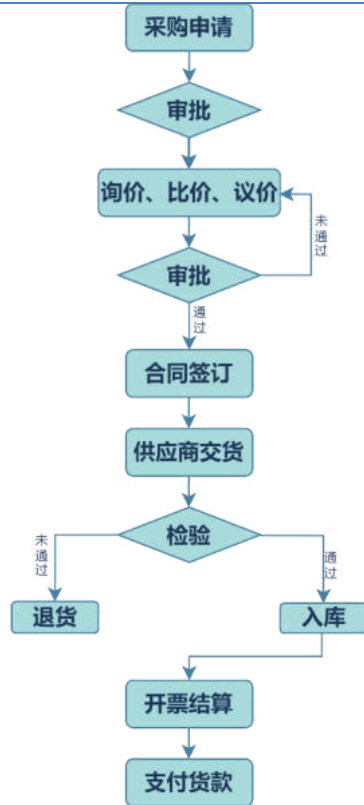 采购申请
审批
询价、比价、议价
未通过
审批
通过
合同签订
供应商交货
检验
未通过
通过
退货
入库
开票结算
支付货款